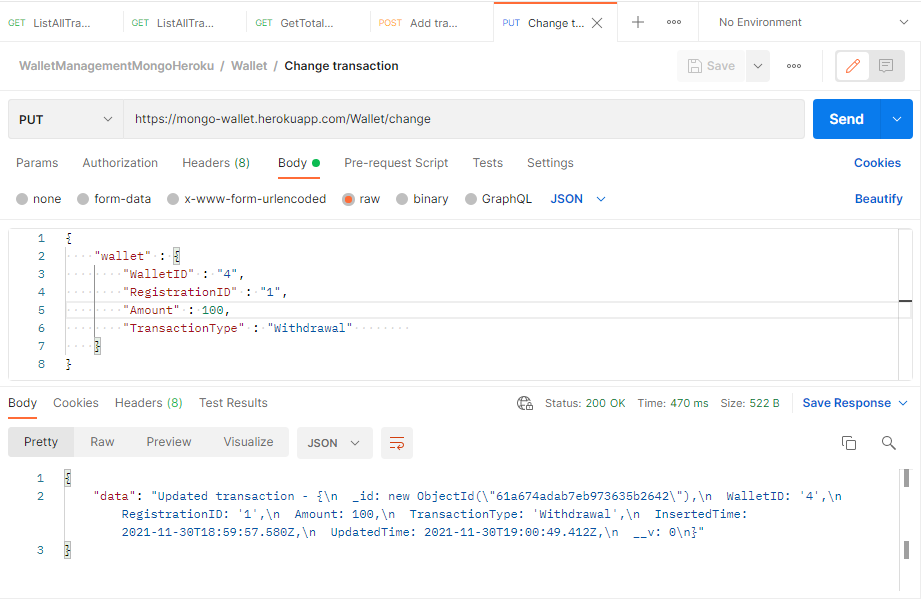 GET ListAllTra... GET ListAllTra... GET GetTotal... POST Add tra... PUT Change t... No Environment
WalletManagementMongoHeroku / Wallet / Change transaction Save
PUT https://mongo-wallet.herokuapp.com/Wallet/change Send
Params Authorization Headers (8) Body Pre-request Script Tests Settings Cookies
none form-data x-www-form-urlencoded raw binary GraphQL JSON Beautify
1 {
2 "wallet" : {
3 "WalletID" : "4",
4 "RegistrationID" : "1",
5 "Amount" : 100,
6 "TransactionType" : "Withdrawal"
7 }
8 }
Body Cookies Headers (8) Test Results Status: 200 OK Time: 470 ms Size: 522 B Save Response
Pretty Raw Preview Visualize JSON
1 {
2 "data": "Updated transaction - {\n _id: new ObjectId(\"61a674adab7eb973635b2642\"),\n WalletID: '4',\n
RegistrationID: '1',\n Amount: 100,\n TransactionType: 'Withdrawal',\n InsertedTime:
2021-11-30T18:59:57.580Z,\n UpdatedTime: 2021-11-30T19:00:49.412Z,\n __v: 0\n}"
3 }